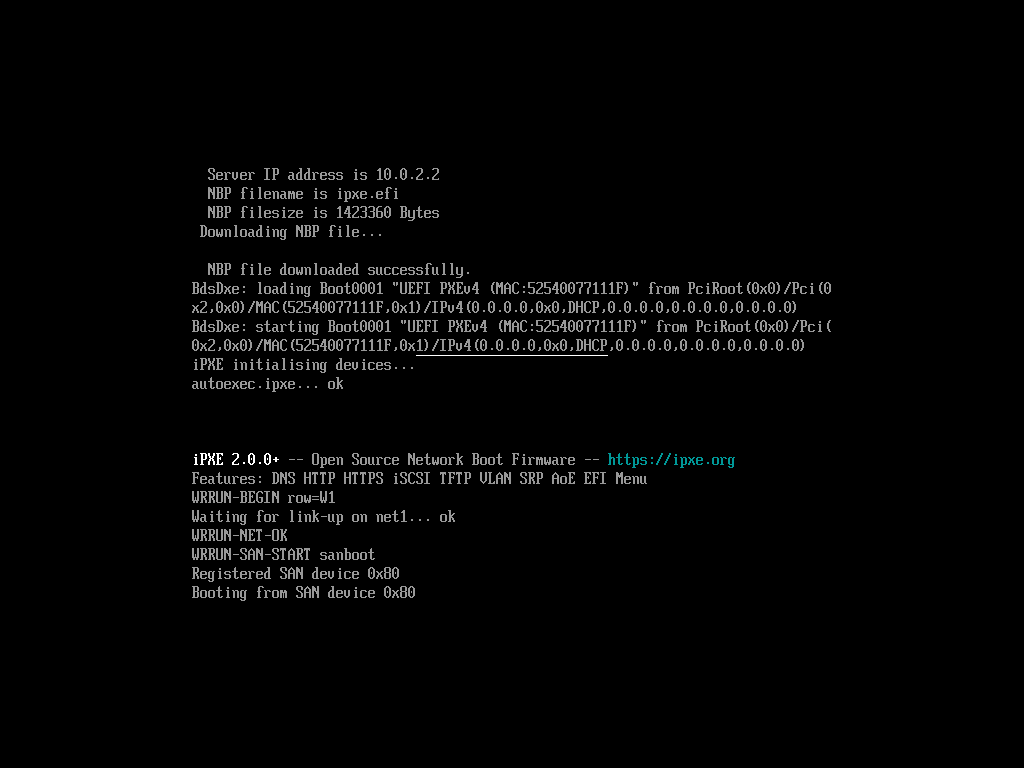 Server IP address is 10.0.2.2
NBP filename is ipxe.efi
NBP filesize is 1423360 Bytes
Downloading NBP file...
NBP file downloaded successfully.
BdsDxe: loading Boot0001 "UEFI PXEv4 (MAC:52540077111F)" from PciRoot(0x0)/Pci(0
x2,0x0)/MAC(52540077111F,0x1)/IPv4(0.0.0.0,0x0,DHCP,0.0.0.0,0.0.0.0,0.0.0.0)
BdsDxe: starting Boot0001 "UEFI PXEv4 (MAC:52540077111F)" from PciRoot(0x0)/Pci(
0x2,0x0)/MAC(52540077111F,0x1)/IPv4(0.0.0.0,0x0,DHCP,0.0.0.0,0.0.0.0,0.0.0.0)
iPXE initialising devices...
autoexec.ipxe... ok
iPXE 2.0.0+ -- Open Source Network Boot Firmware -- https://ipxe.org
Features: DNS HTTP HTTPS iSCSI TFTP VLAN SRP AoE EFI Menu
WRRUN-BEGIN row=W1
Waiting for link-up on net1... ok
WRRUN-NET-OK
WRRUN-SAN-START sanboot
Registered SAN device 0x80
Booting from SAN device 0x80